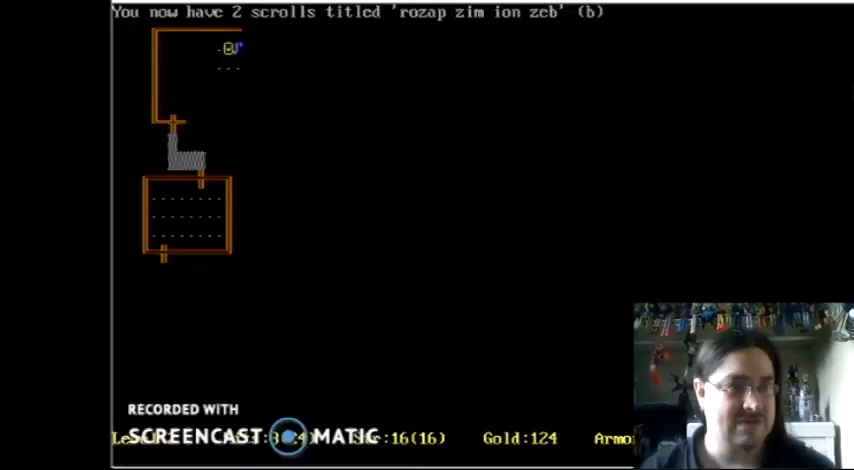 You now have 2 scrolls titled 'rozap zim ion zeb' (b)
RECORDED WITH
SCREENCAST MATIC
Str:16(16) Gold:124